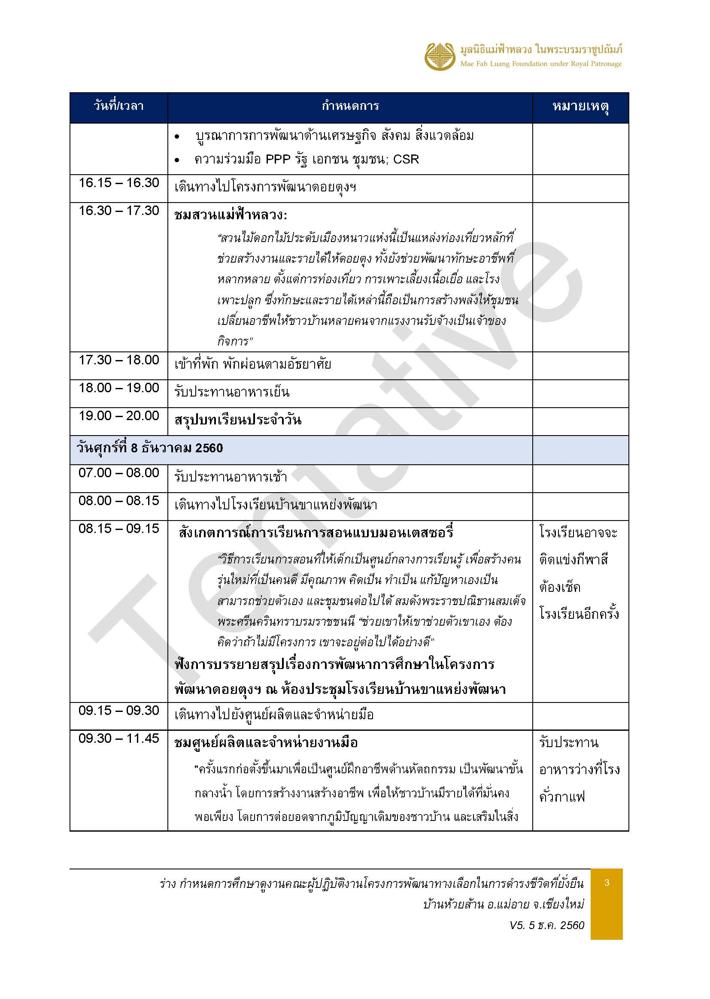 มูลนิธิแม่ฟ้าหลวง ในพระบรมราชูปถัมภ์
Mae Fah Luang Foundation under Royal Patronage
วันที่/เวลา กำหนดการ หมายเหตุ
• บูรณาการการพัฒนาด้านเศรษฐกิจ สังคม สิ่งแวดล้อม
• ความร่วมมือ PPP รัฐ เอกชน ชุมชน; CSR
16.15 – 16.30 เดินทางไปโครงการพัฒนาดอยตุงฯ
16.30 – 17.30 ชมสวนแม่ฟ้าหลวง:
“สวนไม้ดอกไม้ประดับเมืองหนาวแห่งนี้เป็นแหล่งท่องเที่ยวหลักที่
ช่วยสร้างงานและรายได้ให้ดอยตุง ทั้งยังช่วยพัฒนาทักษะอาชีพที่
หลากหลาย ตั้งแต่การท่องเที่ยว การเพาะเลี้ยงเนื้อเยื่อ และโรง
เพาะปลูก ซึ่งทักษะและรายได้เหล่านี้ถือเป็นการสร้างพลังให้ชุมชน
เปลี่ยนอาชีพให้ชาวบ้านหลายคนจากแรงงานรับจ้างเป็นเจ้าของ
กิจการ”
17.30 – 18.00 เข้าที่พัก พักผ่อนตามอัธยาศัย
18.00 – 19.00 รับประทานอาหารเย็น
19.00 – 20.00 สรุปบทเรียนประจำวัน
วันศุกร์ที่ 8 ธันวาคม 2560
07.00 – 08.00 รับประทานอาหารเช้า
08.00 – 08.15 เดินทางไปโรงเรียนบ้านขาแหย่งพัฒนา
08.15 – 09.15 สังเกตการณ์การเรียนการสอนแบบมอนเตสซอรี่
“วิธีการเรียนการสอนที่ให้เด็กเป็นศูนย์กลางการเรียนรู้ เพื่อสร้างคน
รุ่นใหม่ที่เป็นคนดี มีคุณภาพ คิดเป็น ทำเป็น แก้ปัญหาเองเป็น
สามารถช่วยตัวเอง และชุมชนต่อไปได้ สมดังพระราชปณิธานสมเด็จ
พระศรีนครินทราบรมราชชนนี “ช่วยเขาให้เขาช่วยตัวเขาเอง ต้อง
คิดว่าถ้าไม่มีโครงการ เขาจะอยู่ต่อไปได้อย่างดี”
ฟังการบรรยายสรุปเรื่องการพัฒนาการศึกษาในโครงการ
พัฒนาดอยตุงฯ ณ ห้องประชุมโรงเรียนบ้านขาแหย่งพัฒนา
โรงเรียนอาจจะ
ติดแข่งกีฬาสี
ต้องเช็ค
โรงเรียนอีกครั้ง
09.15 – 09.30 เดินทางไปยังศูนย์ผลิตและจำหน่ายมือ
09.30 – 11.45 ชมศูนย์ผลิตและจำหน่ายงานมือ
"ครั้งแรกก่อตั้งขึ้นมาเพื่อเป็นศูนย์ฝึกอาชีพด้านหัตถกรรม เป็นพัฒนาขั้น
กลางน้ำ โดยการสร้างงานสร้างอาชีพ เพื่อให้ชาวบ้านมีรายได้ที่มั่นคง
พอเพียง โดยการต่อยอดจากภูมิปัญญาเดิมของชาวบ้าน และเสริมในสิ่ง
รับประทาน
อาหารว่างที่โรง
คั่วกาแฟ
Tentative
ร่าง กำหนดการศึกษาดูงานคณะผู้ปฏิบัติงานโครงการพัฒนาทางเลือกในการดำรงชีวิตที่ยั่งยืน
บ้านห้วยส้าน อ.แม่อาย จ.เชียงใหม่
V5. 5 ธ.ค. 2560
3